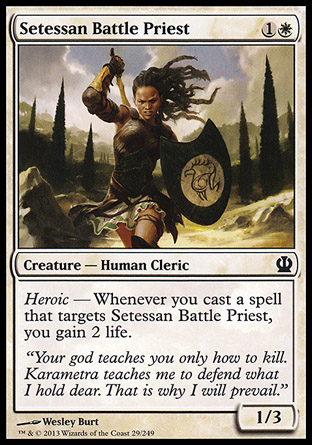 Setessan Battle Priest 1
Creature — Human Cleric
Heroic — Whenever you cast a spell
that targets Setessan Battle Priest,
you gain 2 life.
“Your god teaches you only how to kill.
Karametra teaches me to defend what
I hold dear. That is why I will prevail.”
Wesley Burt
1/3
™ & © 2013 Wizards of the Coast 29/249